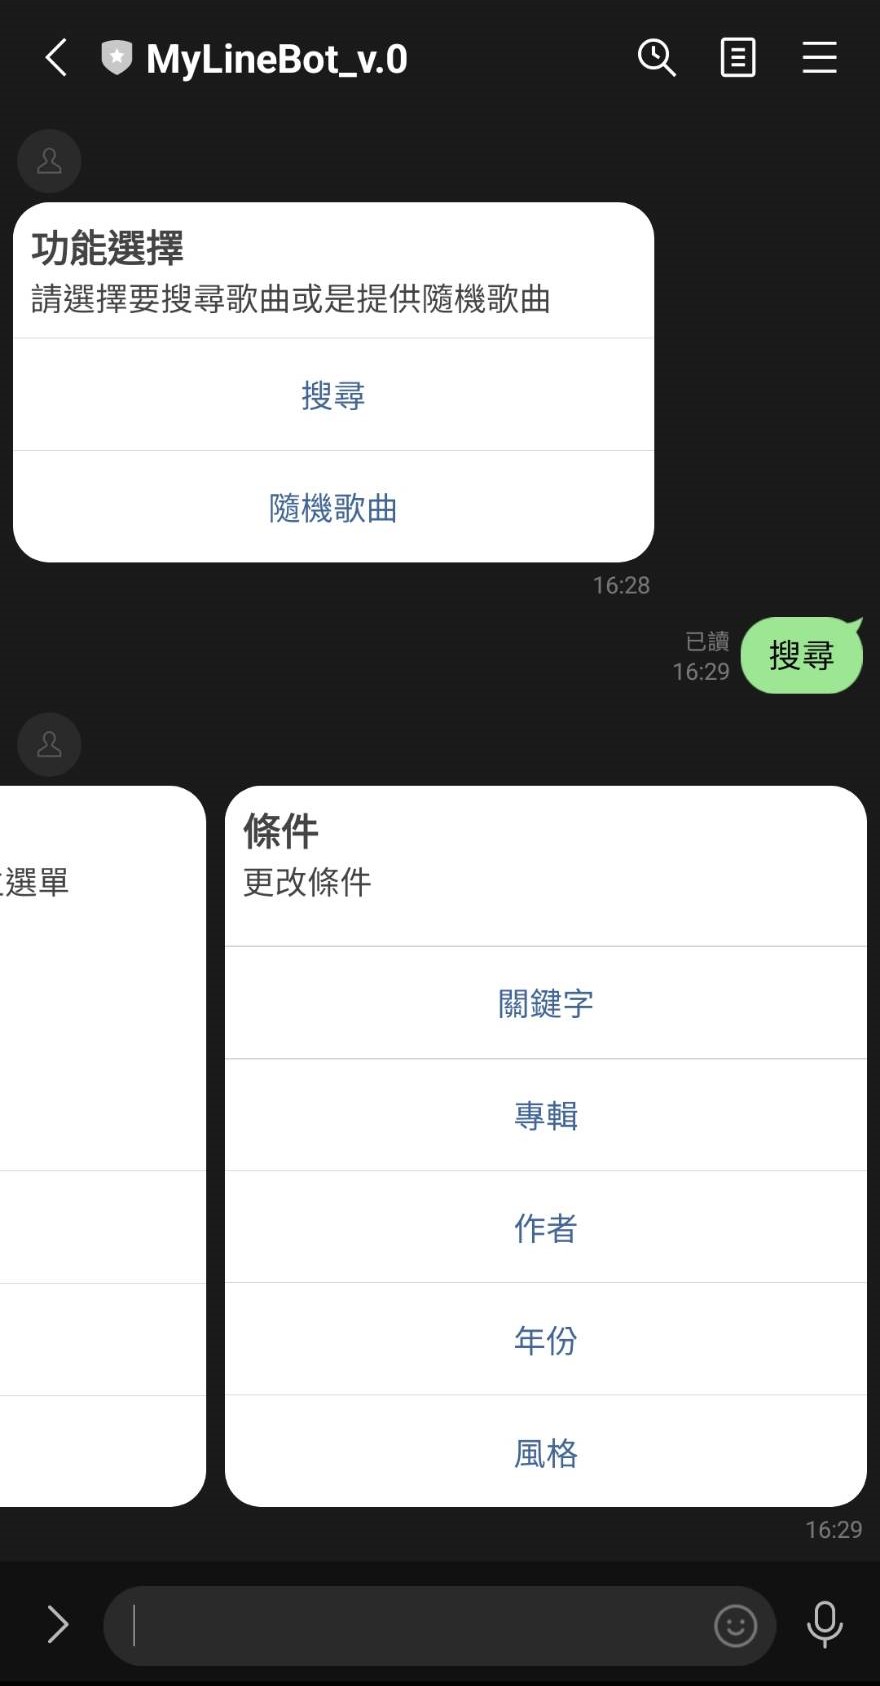 MyLineBot_v.0
功能選擇
請選擇要搜尋歌曲或是提供隨機歌曲
搜尋
隨機歌曲
16:28
已讀
16:29
搜尋
選單
條件
更改條件
關鍵字
專輯
作者
年份
風格
16:29